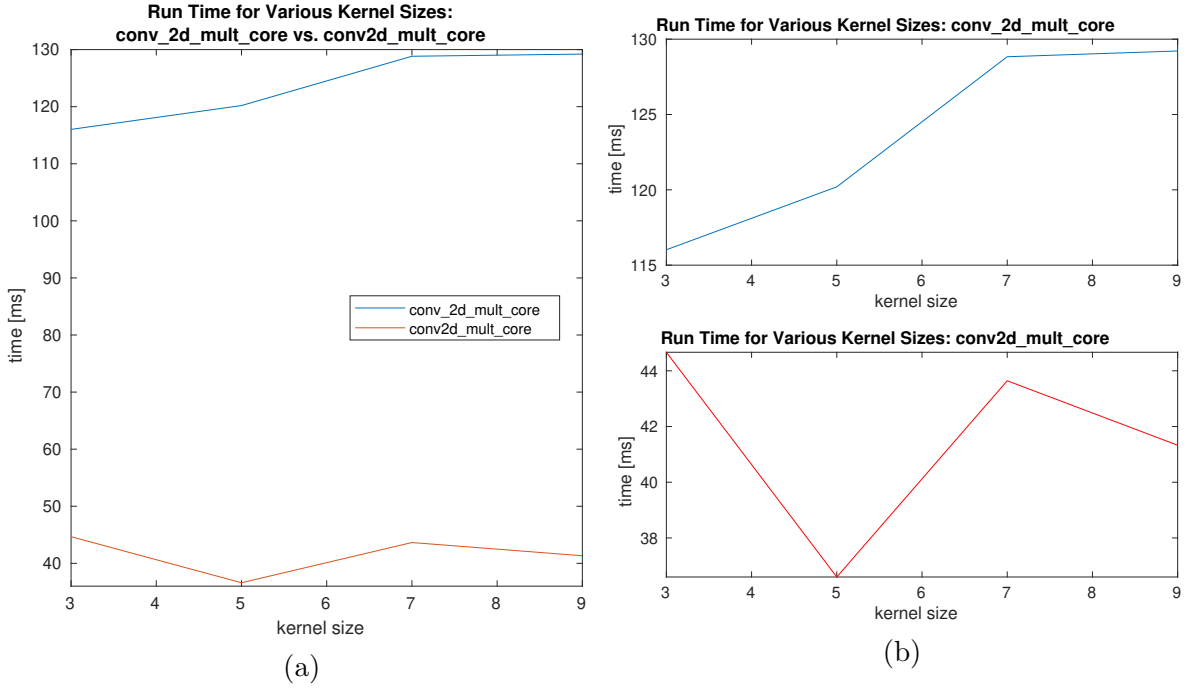 Run Time for Various Kernel Sizes:
conv_2d_mult_core vs. conv2d_mult_core
130
120
110
100
90
80
70
60
50
40
time [ms]
conv_2d_mult_core
conv2d_mult_core
3 4 5 6 7 8 9
kernel size
(a)
Run Time for Various Kernel Sizes: conv_2d_mult_core
130
125
120
115
time [ms]
3 4 5 6 7 8 9
kernel size
Run Time for Various Kernel Sizes: conv2d_mult_core
44
42
40
38
time [ms]
3 4 5 6 7 8 9
kernel size
(b)